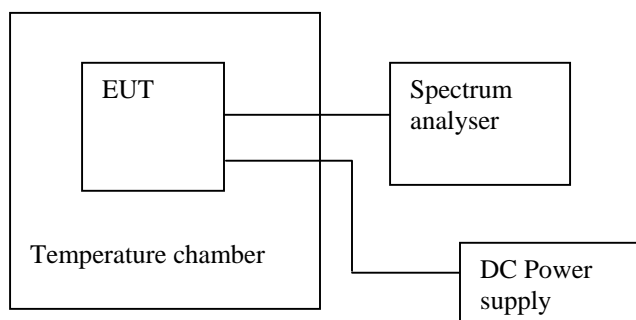 EUT
Spectrum
analyser
Temperature chamber
DC Power
supply